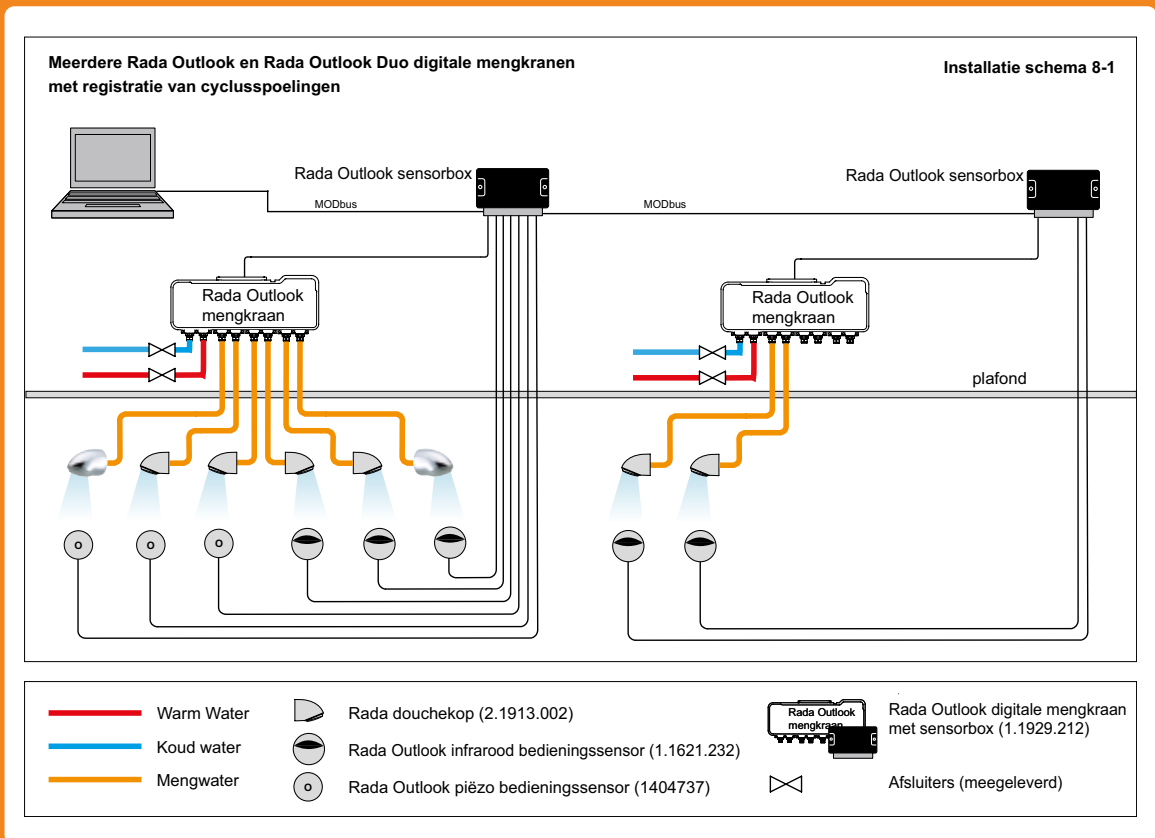 Meerdere Rada Outlook en Rada Outlook Duo digitale mengkranen
met registratie van cyclusspoelingen
Installatie schema 8-1
Rada Outlook sensorbox
Rada Outlook sensorbox
MODbus
MODbus
Rada Outlook
mengkraan
Rada Outlook
mengkraan
plafond
o
o
o
Warm Water
Koud water
Mengwater
Rada douchekop (2.1913.002)
Rada Outlook infrarood bedieningssensor (1.1621.232)
o
Rada Outlook piëzo bedieningssensor (1404737)
Rada Outlook
mengkraan
Rada Outlook digitale mengkraan
met sensorbox (1.1929.212)
Afsluiters (meegeleverd)